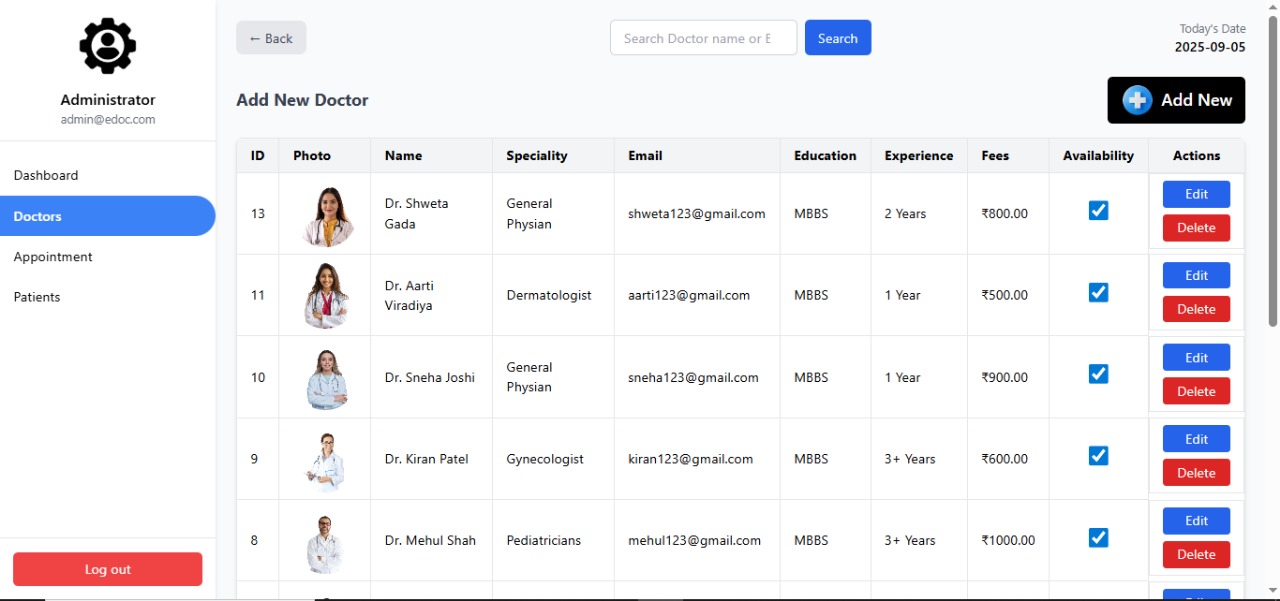 Administrator
admin@edoc.com
Dashboard
Doctors
Appointment
Patients
Log out
← Back
Search Doctor name or E
Search
Today's Date
2025-09-05
Add New Doctor
Add New
ID Photo Name Speciality Email Education Experience Fees Availability Actions
13 Dr. Shweta Gada General Physian shweta123@gmail.com MBBS 2 Years ₹800.00 Edit Delete
11 Dr. Aarti Viradiya Dermatologist aarti123@gmail.com MBBS 1 Year ₹500.00 Edit Delete
10 Dr. Sneha Joshi General Physian sneha123@gmail.com MBBS 1 Year ₹900.00 Edit Delete
9 Dr. Kiran Patel Gynecologist kiran123@gmail.com MBBS 3+ Years ₹600.00 Edit Delete
8 Dr. Mehul Shah Pediatricians mehul123@gmail.com MBBS 3+ Years ₹1000.00 Edit Delete